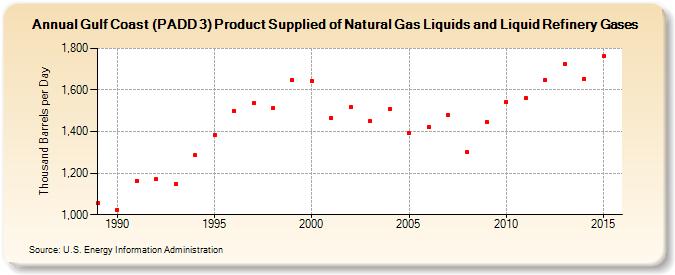 Annual Gulf Coast (PADD 3) Product Supplied of Natural Gas Liquids and Liquid Refinery Gases
Thousand Barrels per Day
1,800
1,600
1,400
1,200
1,000
1990 1995 2000 2005 2010 2015
Source: U.S. Energy Information Administration